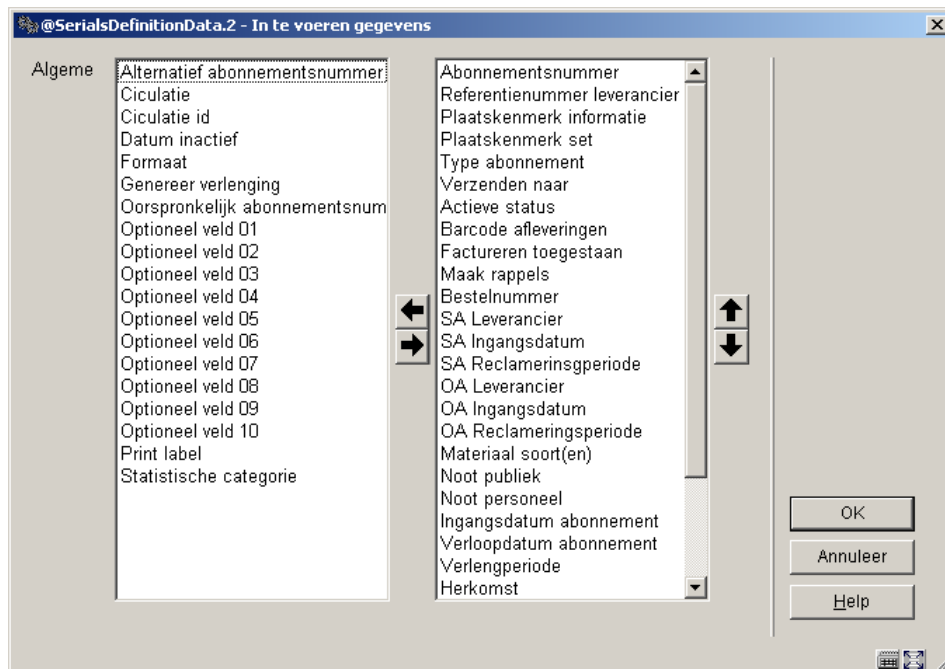 @SerialsDefinitionData.2 - In te voeren gegevens
Algeme
Alternatief abonnementsnummer
Ciculatie
Ciculatie id
Datum inactief
Formaat
Genereer verlenging
Oorspronkelijk abonnementsnum
Optioneel veld 01
Optioneel veld 02
Optioneel veld 03
Optioneel veld 04
Optioneel veld 05
Optioneel veld 06
Optioneel veld 07
Optioneel veld 08
Optioneel veld 09
Optioneel veld 10
Print label
Statistische categorie
Abonnementsnummer
Referentienummer leverancier
Plaatskenmerk informatie
Plaatskenmerk set
Type abonnement
Verzenden naar
Actieve status
Barcode afleveringen
Factureren toegestaan
Maak rappels
Bestelnummer
SA Leverancier
SA Ingangsdatum
SA Reclamerinsgperiode
OA Leverancier
OA Ingangsdatum
OA Reclameringsperiode
Materiaal soort(en)
Noot publiek
Noot personeel
Ingangsdatum abonnement
Verloopdatum abonnement
Verlengperiode
Herkomst
OK
Annuleer
Help